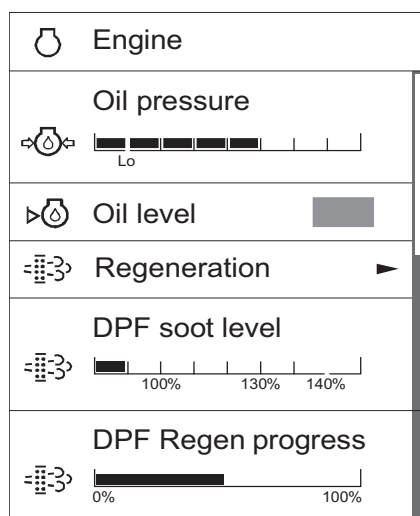 Engine
Oil pressure
Lo
Oil level
Regeneration
DPF soot level
100% 130% 140%
DPF Regen progress
0% 100%